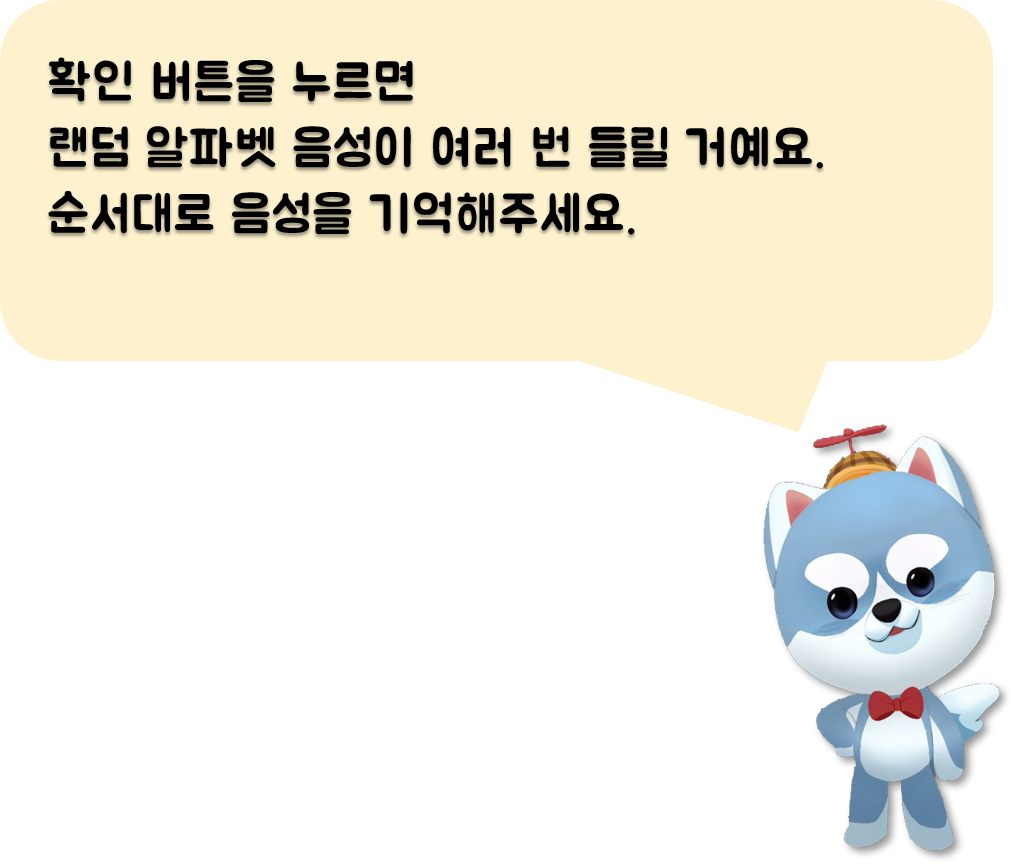 확인 버튼을 누르면
랜덤 알파벳 음성이 여러 번 들릴 거예요.
순서대로 음성을 기억해주세요.